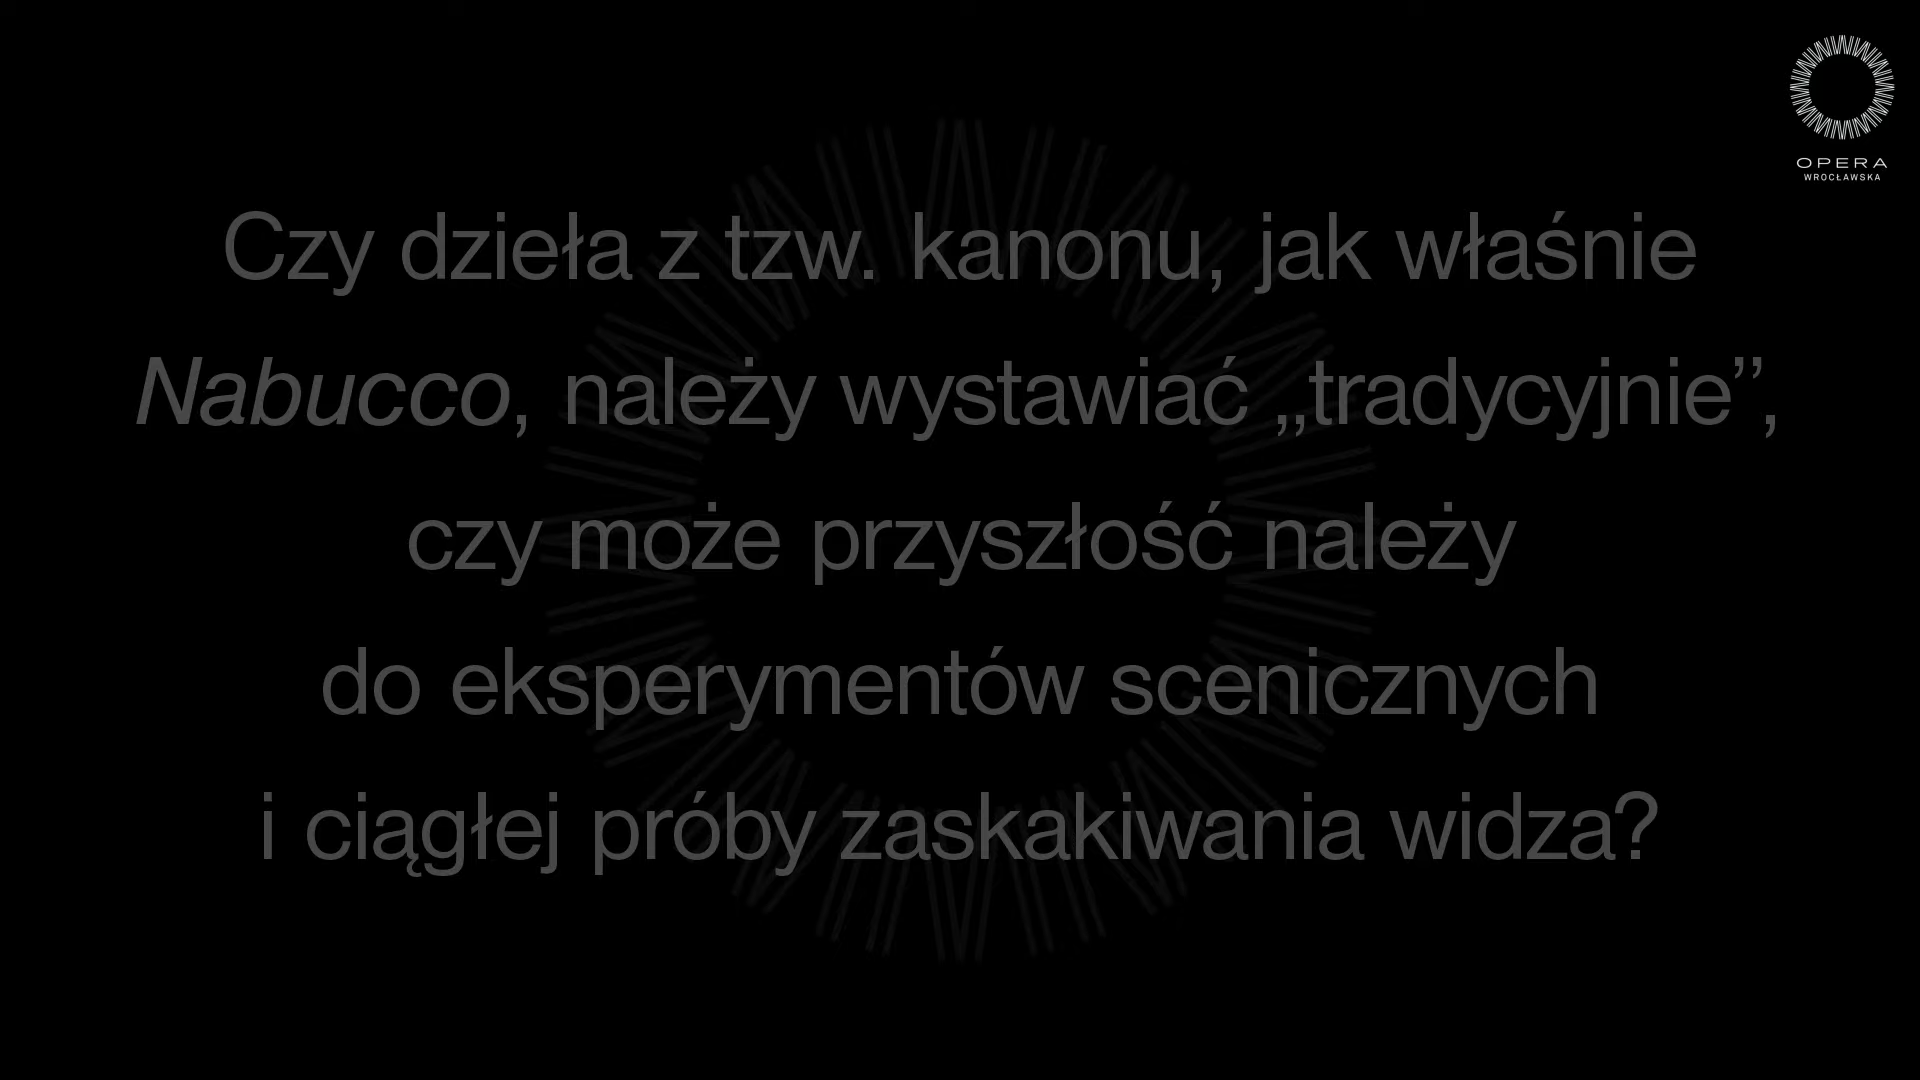 OPERA
WROCŁAWSKA
Czy dzieła z tzw. kanonu, jak właśnie
Nabucco, należy wystawiać „tradycyjnie”,
czy może przyszłość należy
do eksperymentów scenicznych
i ciągłej próby zaskakiwania widza?